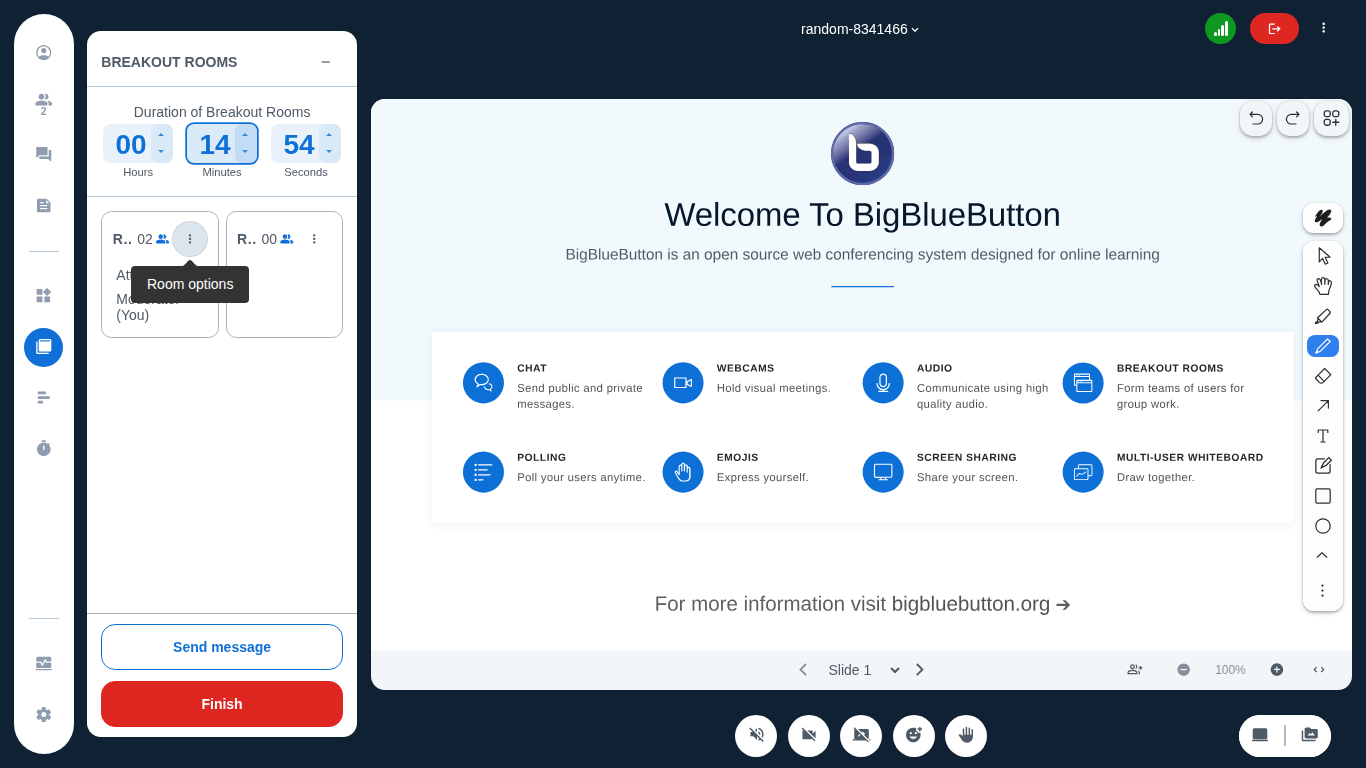 random-8341466
2
BREAKOUT ROOMS
Duration of Breakout Rooms
00 14 54
Hours Minutes Seconds
R.. 02 R.. 00
Room options
(You)
Send message
Finish
Welcome To BigBlueButton
BigBlueButton is an open source web conferencing system designed for online learning
CHAT
Send public and private
messages.
WEBCAMS
Hold visual meetings.
AUDIO
Communicate using high
quality audio.
BREAKOUT ROOMS
Form teams of users for
group work.
POLLING
Poll your users anytime.
EMOJIS
Express yourself.
SCREEN SHARING
Share your screen.
MULTI-USER WHITEBOARD
Draw together.
For more information visit bigbluebutton.org ➔
Slide 1
100%